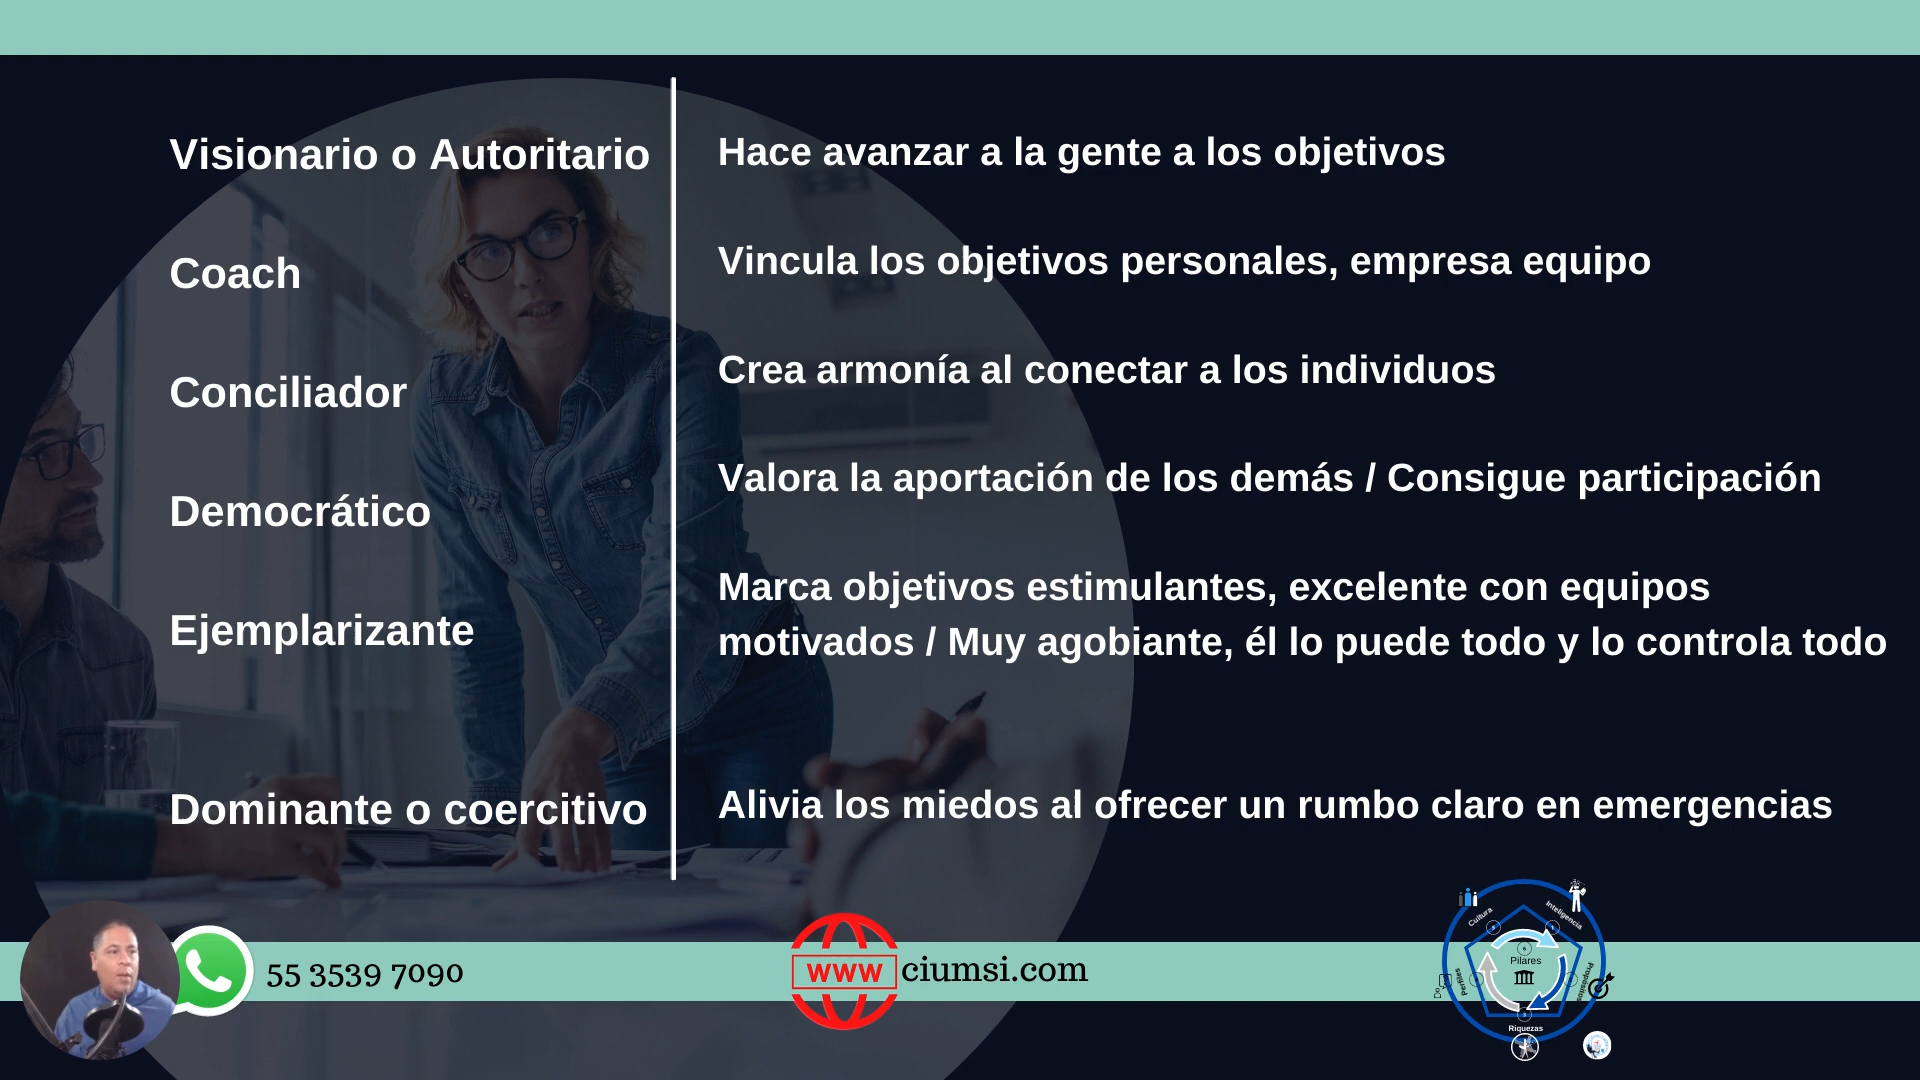 Visionario o Autoritario
Hace avanzar a la gente a los objetivos
Coach
Vincula los objetivos personales, empresa equipo
Conciliador
Crea armonía al conectar a los individuos
Democrático
Valora la aportación de los demás / Consigue participación
Ejemplarizante
Marca objetivos estimulantes, excelente con equipos
motivados / Muy agobiante, él lo puede todo y lo controla todo
Dominante o coercitivo
Alivia los miedos al ofrecer un rumbo claro en emergencias
55 3539 7090
www
ciumsi.com
Cultura
Inteligencia
Pilares
Perfiles
Propósitos
Riquezas